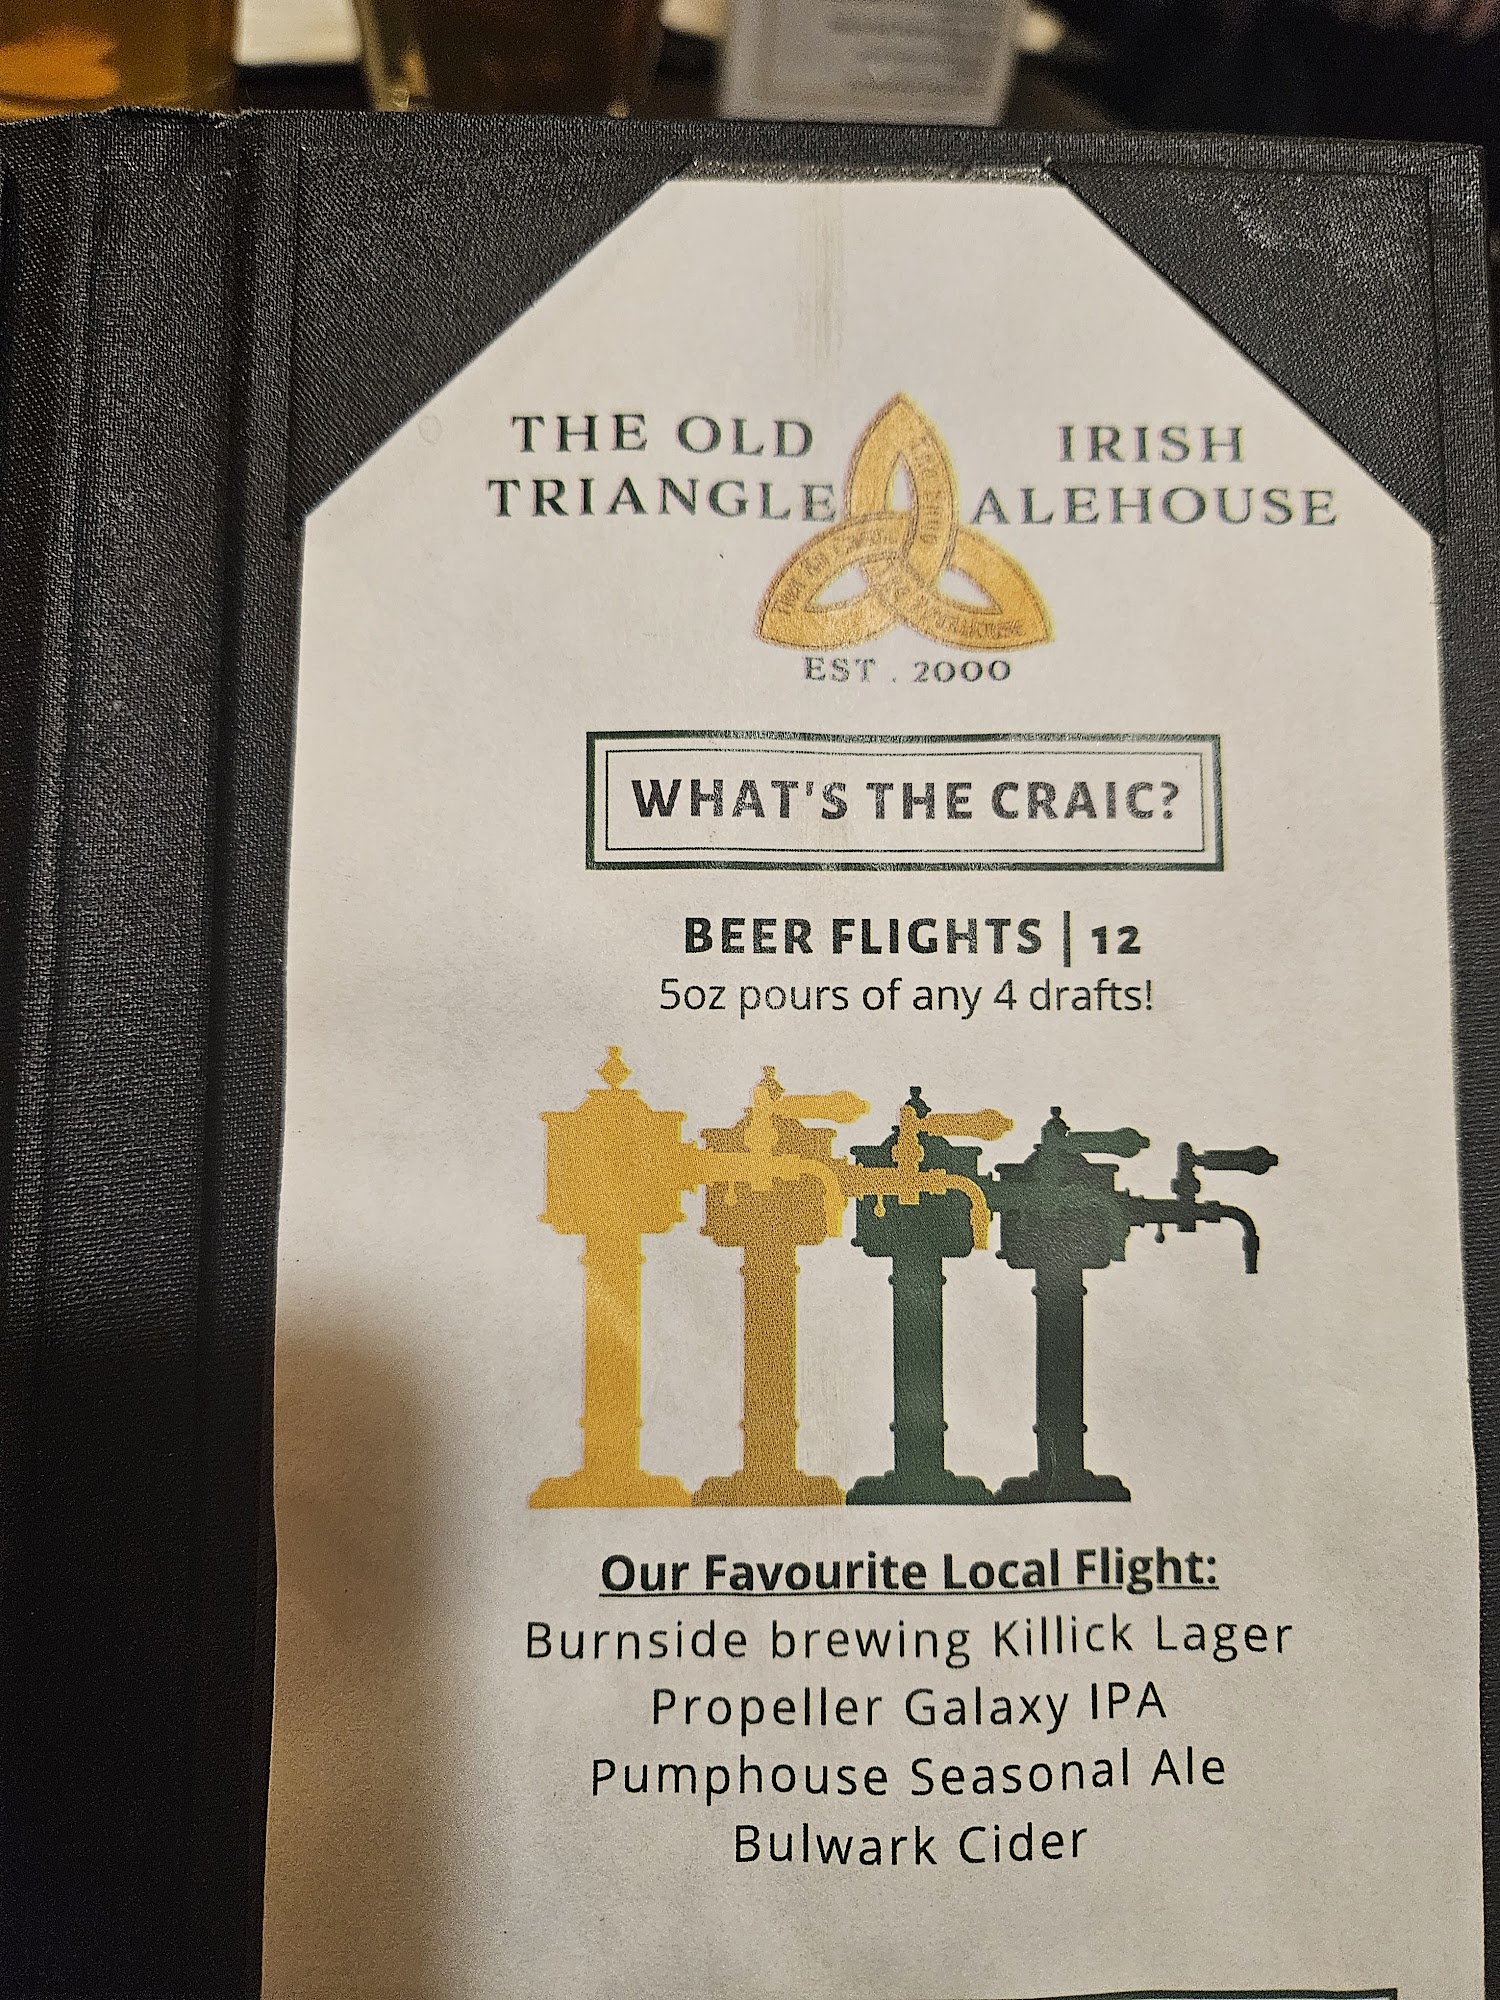 THE OLD
TRIANGLE
IRISH
ALEHOUSE
EST . 2000
WHAT'S THE CRAIC?
BEER FLIGHTS | 12
5oz pours of any 4 drafts!
Our Favourite Local Flight:
Burnside brewing Killick Lager
Propeller Galaxy IPA
Pumphouse Seasonal Ale
Bulwark Cider